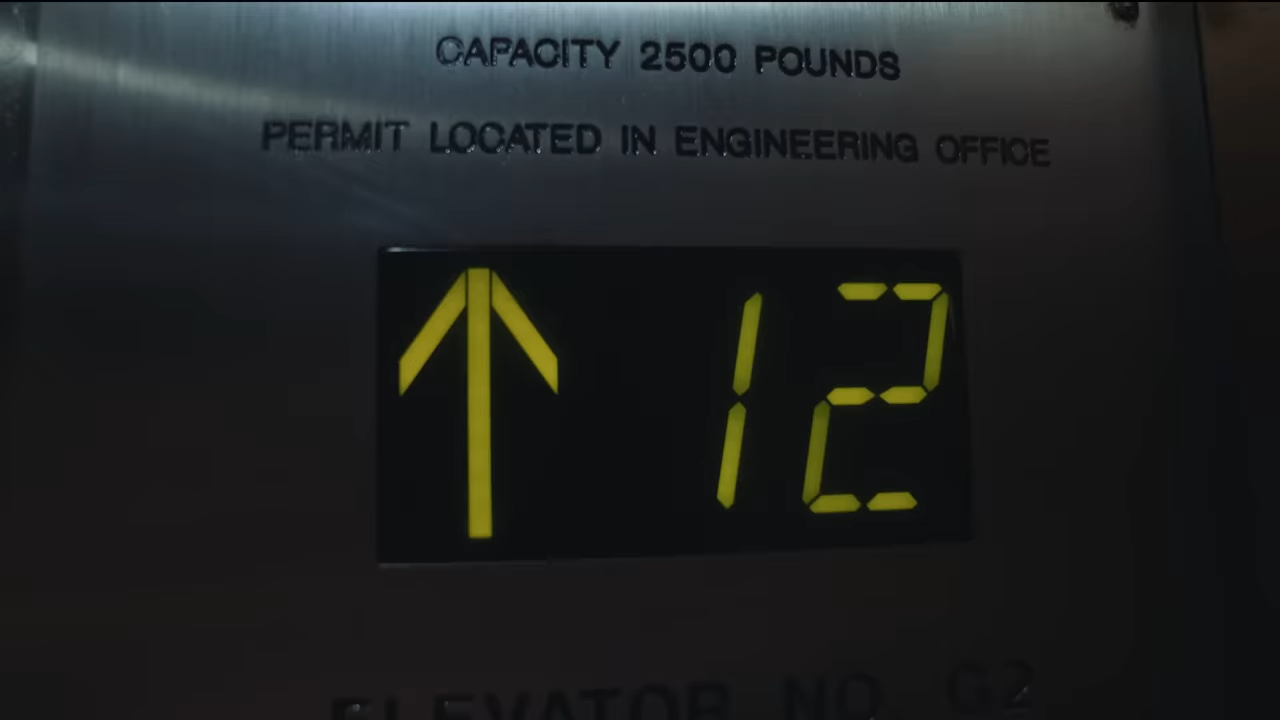 CAPACITY 2500 POUNDS
PERMIT LOCATED IN ENGINEERING OFFICE
↑ 12
ELEVATOR NO G2